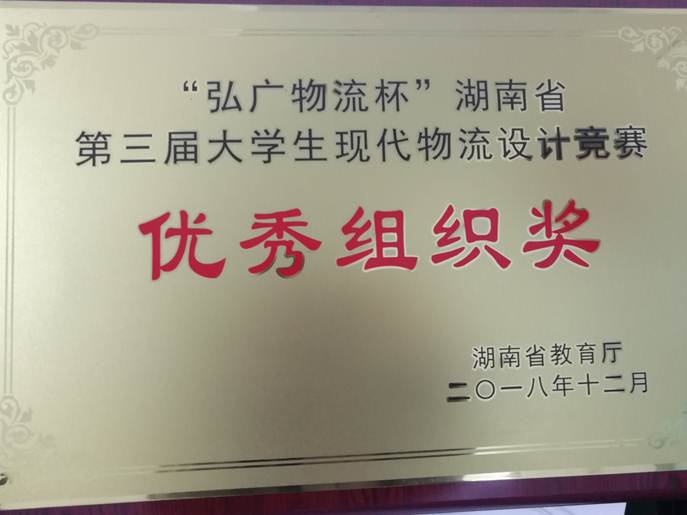 “弘广物流杯”湖南省
第三届大学生现代物流设计竞赛
优秀组织奖
湖南省教育厅
二〇一八年十二月